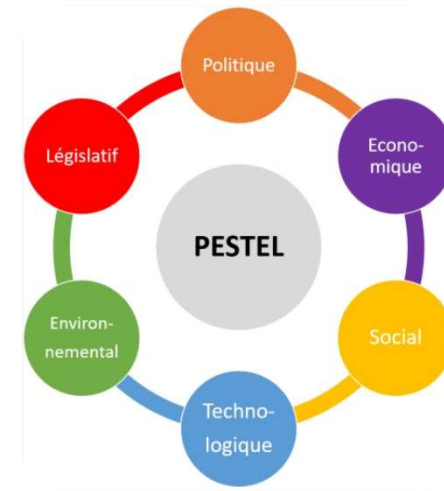 Politique
Econo-
mique
Social
Techno-
logique
Environ-
nemental
Législatif
PESTEL